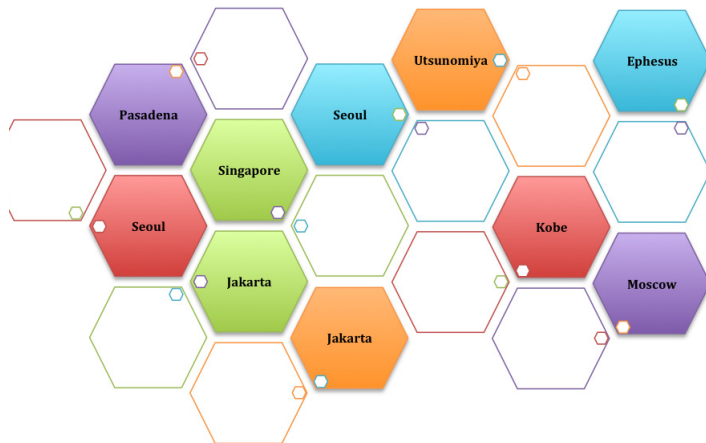 Utsunomiya
Ephesus
Pasadena
Seoul
Singapore
Seoul
Kobe
Jakarta
Moscow
Jakarta